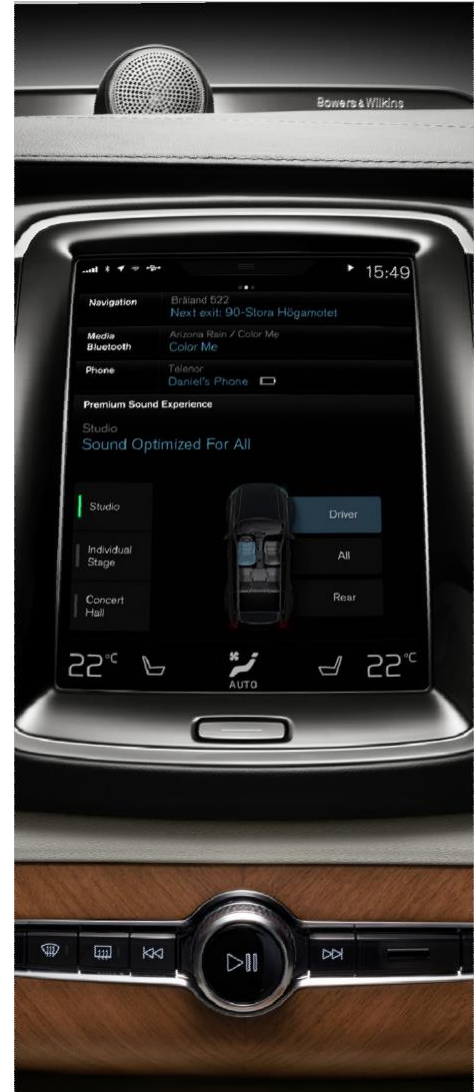 Bowers & Wilkins
15:49
Navigation
Bråland 522
Next exit: 90-Stora Högamotet
Media
Bluetooth
Arizona Rain / Color Me
Color Me
Phone
Telenor
Daniel's Phone
Premium Sound Experience
Studio
Sound Optimized For All
Studio
Driver
Individual
Stage
All
Concert
Hall
Rear
22°C
AUTO
22°C